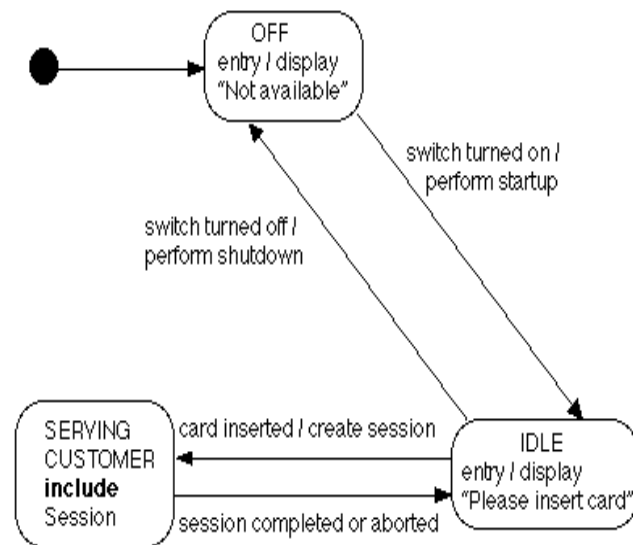 OFF
entry / display
“Not available”
switch turned on /
perform startup
switch turned off /
perform shutdown
SERVING
CUSTOMER
include
Session
card inserted / create session
session completed or aborted
IDLE
entry / display
“Please insert card”